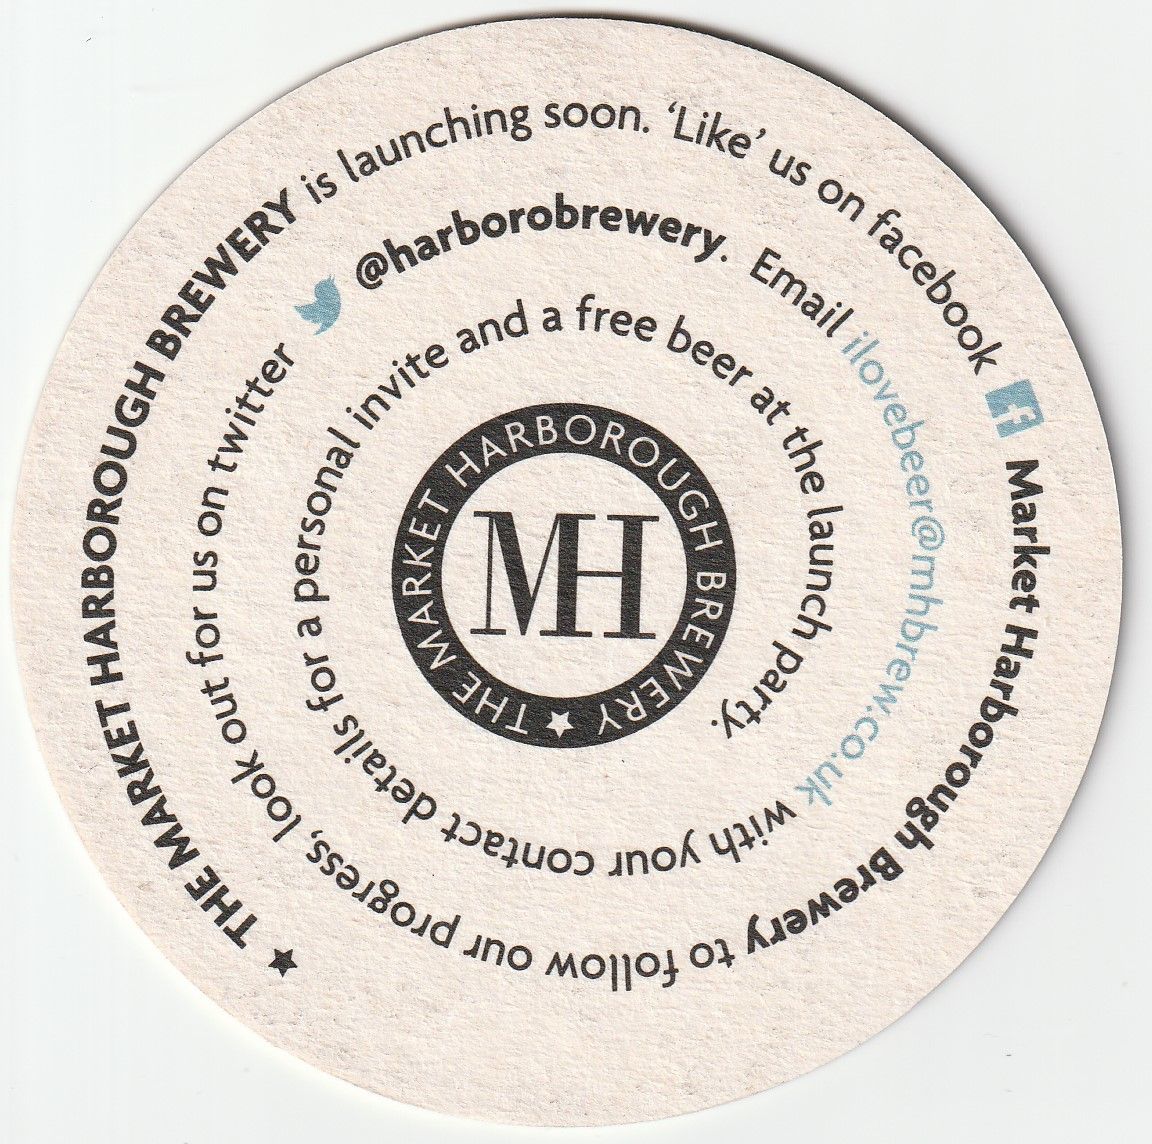 ★ THE MARKET HARBOROUGH BREWERY is launching soon. ‘Like’ us on facebook f Market Harborough Brewery to follow our progress, look out for us on twitter @harborobrewery. Email ilovebeer@mhbrew.co.uk with your contact details for a personal invite and a free beer at the launch party.
★ THE MARKET HARBOROUGH BREWERY
MH